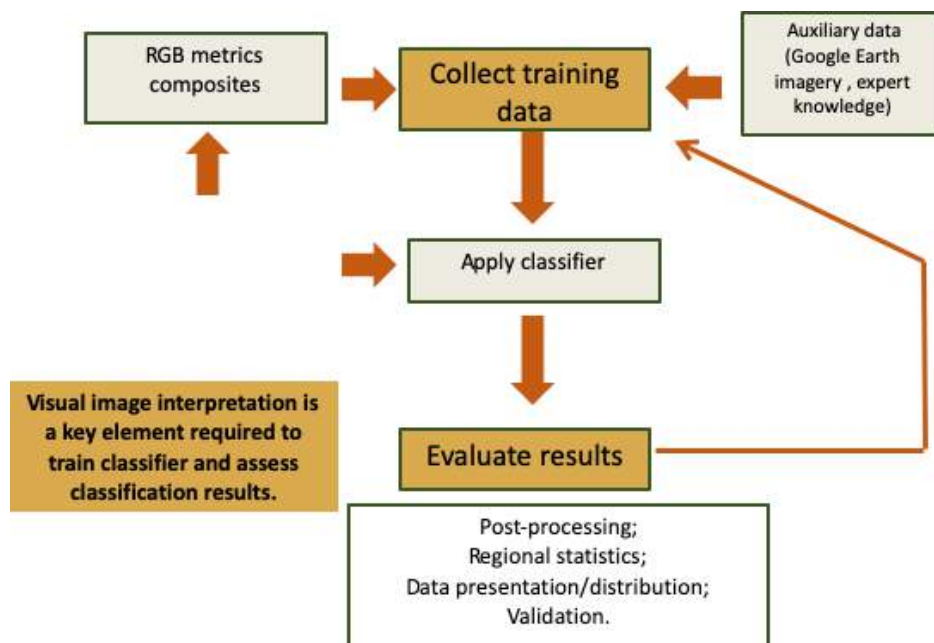 RGB metrics
composites
Collect training
data
Auxiliary data
(Google Earth
imagery , expert
knowledge)
Apply classifier
Visual image interpretation is
a key element required to
train classifier and assess
classification results.
Evaluate results
Post-processing;
Regional statistics;
Data presentation/distribution;
Validation.